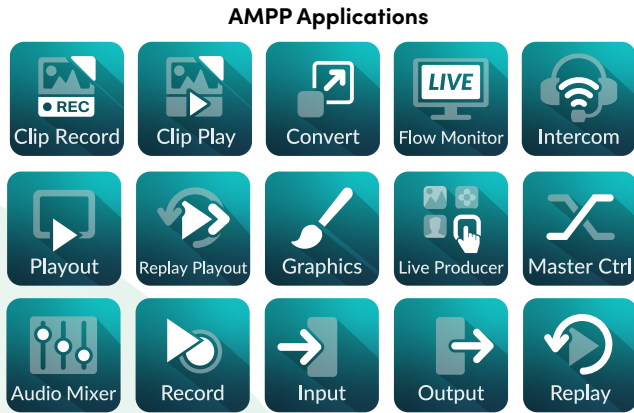 AMPP Applications
REC
LIVE
Clip Record
Clip Play
Convert
Flow Monitor
Intercom
Playout
Replay Playout
Graphics
Live Producer
Master Ctrl
Audio Mixer
Record
Input
Output
Replay